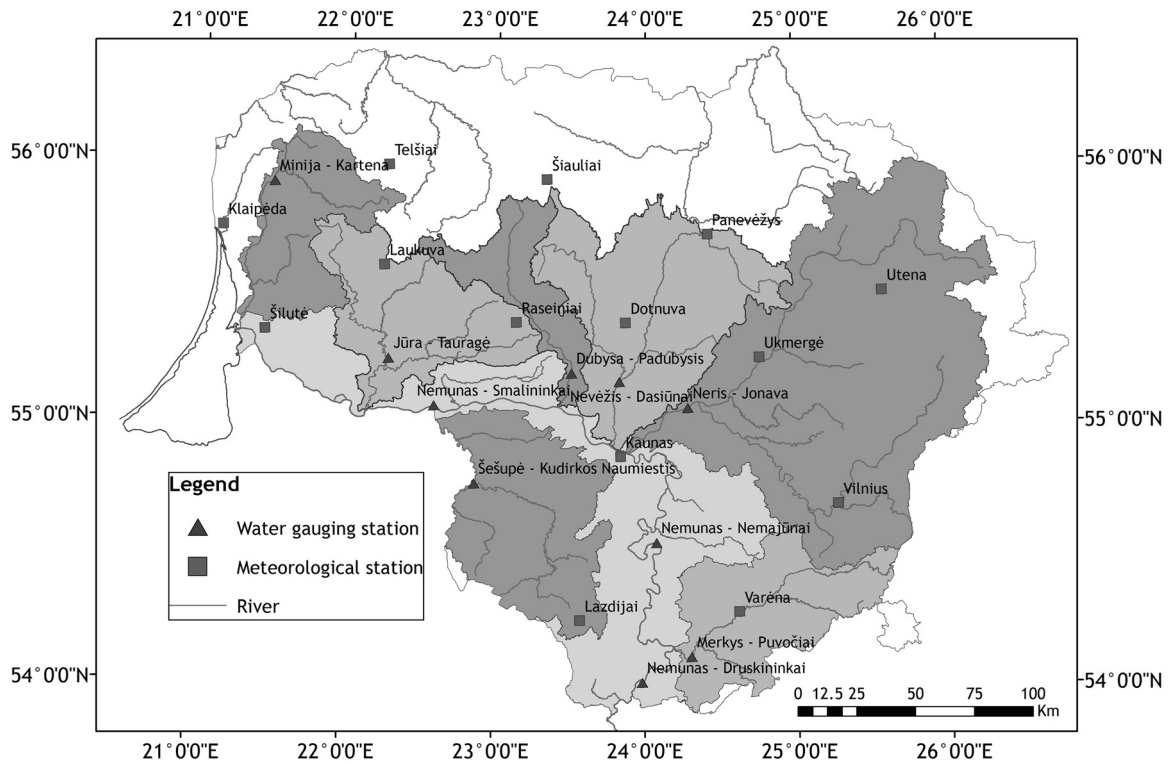 21°0'0"E 22°0'0"E 23°0'0"E 24°0'0"E 25°0'0"E 26°0'0"E
56°0'0"N
56°0'0"N
Telšiai
Minija - Kartena
Šiauliai
Klaipėda
Panevėžys
Laukuva
Utena
Šilutė
Raseiniai
Dotnuva
Jūra - Tauragė
Ukmergė
Dubysa - Padubysis
Nemunas - Smalininkai
Nevėžis - Dasiūnai
Neris - Jonava
55°0'0"N
55°0'0"N
Kaunas
Šešupė - Kudirkos Naumiestis
Vilnius
Nemunas - Nemajūnai
Legend
Water gauging station
Meteorological station
River
Lazdijai
Varėna
Merkys - Puvočiai
Nemunas - Druskininkai
54°0'0"N
54°0'0"N
0 12.5 25 50 75 100
Km
21°0'0"E 22°0'0"E 23°0'0"E 24°0'0"E 25°0'0"E 26°0'0"E